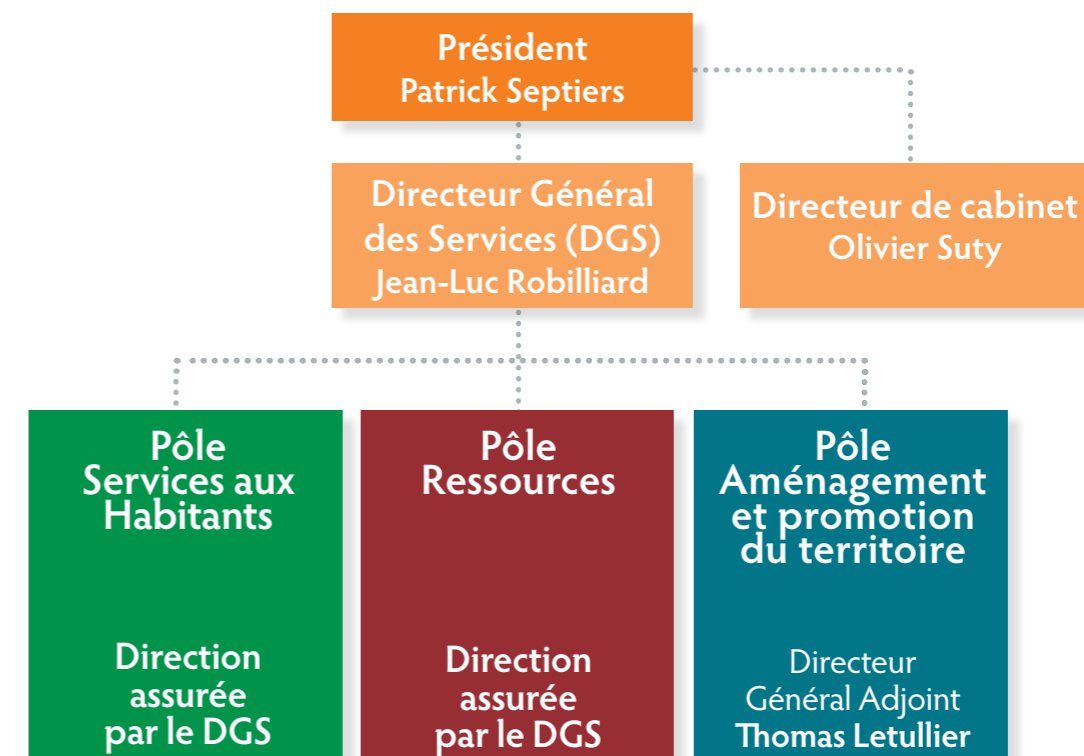 Président
Patrick Septiers
Directeur Général
des Services (DGS)
Jean-Luc Robilliard
Directeur de cabinet
Olivier Suty
Pôle
Services aux
Habitants
Direction
assurée
par le DGS
Pôle
Ressources
Direction
assurée
par le DGS
Pôle
Aménagement
et promotion
du territoire
Directeur
Général Adjoint
Thomas Letullier